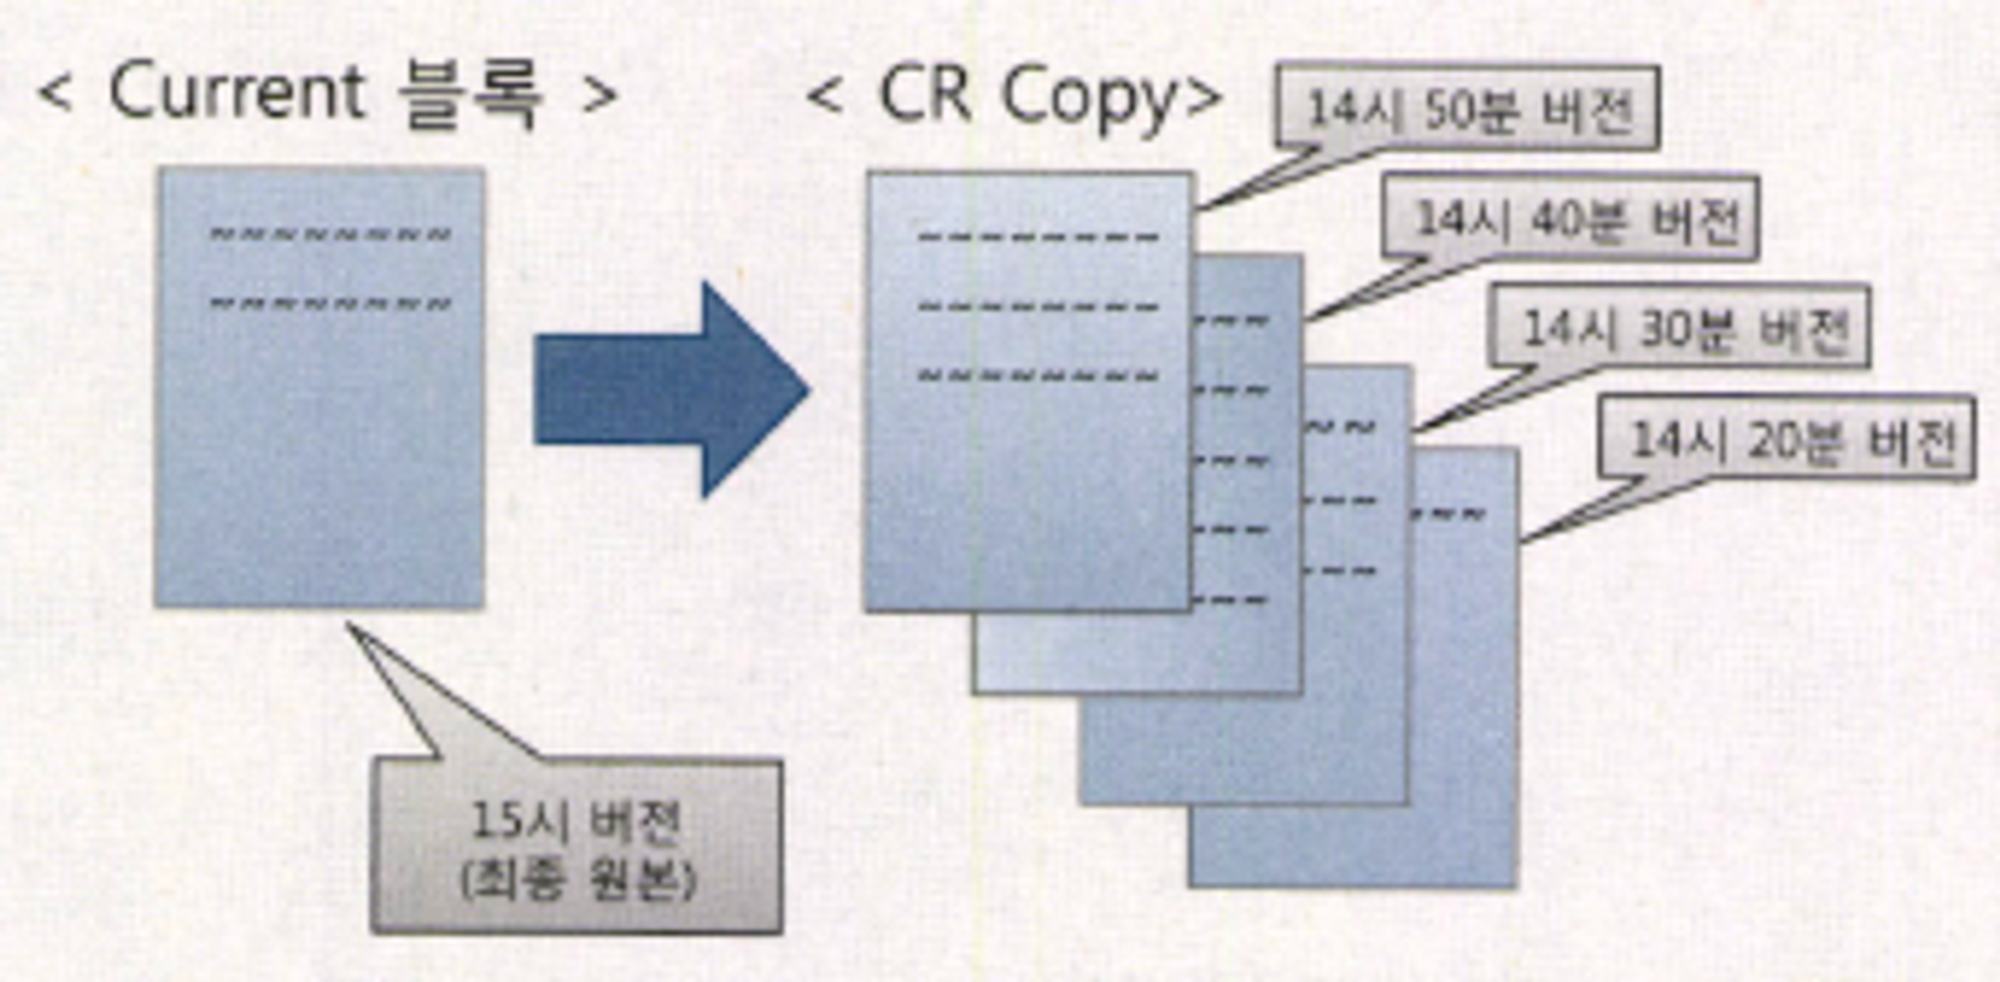 < Current 블록 >
< CR Copy>
14시 50분 버전
14시 40분 버전
14시 30분 버전
14시 20분 버전
15시 버전
(최종 원본)